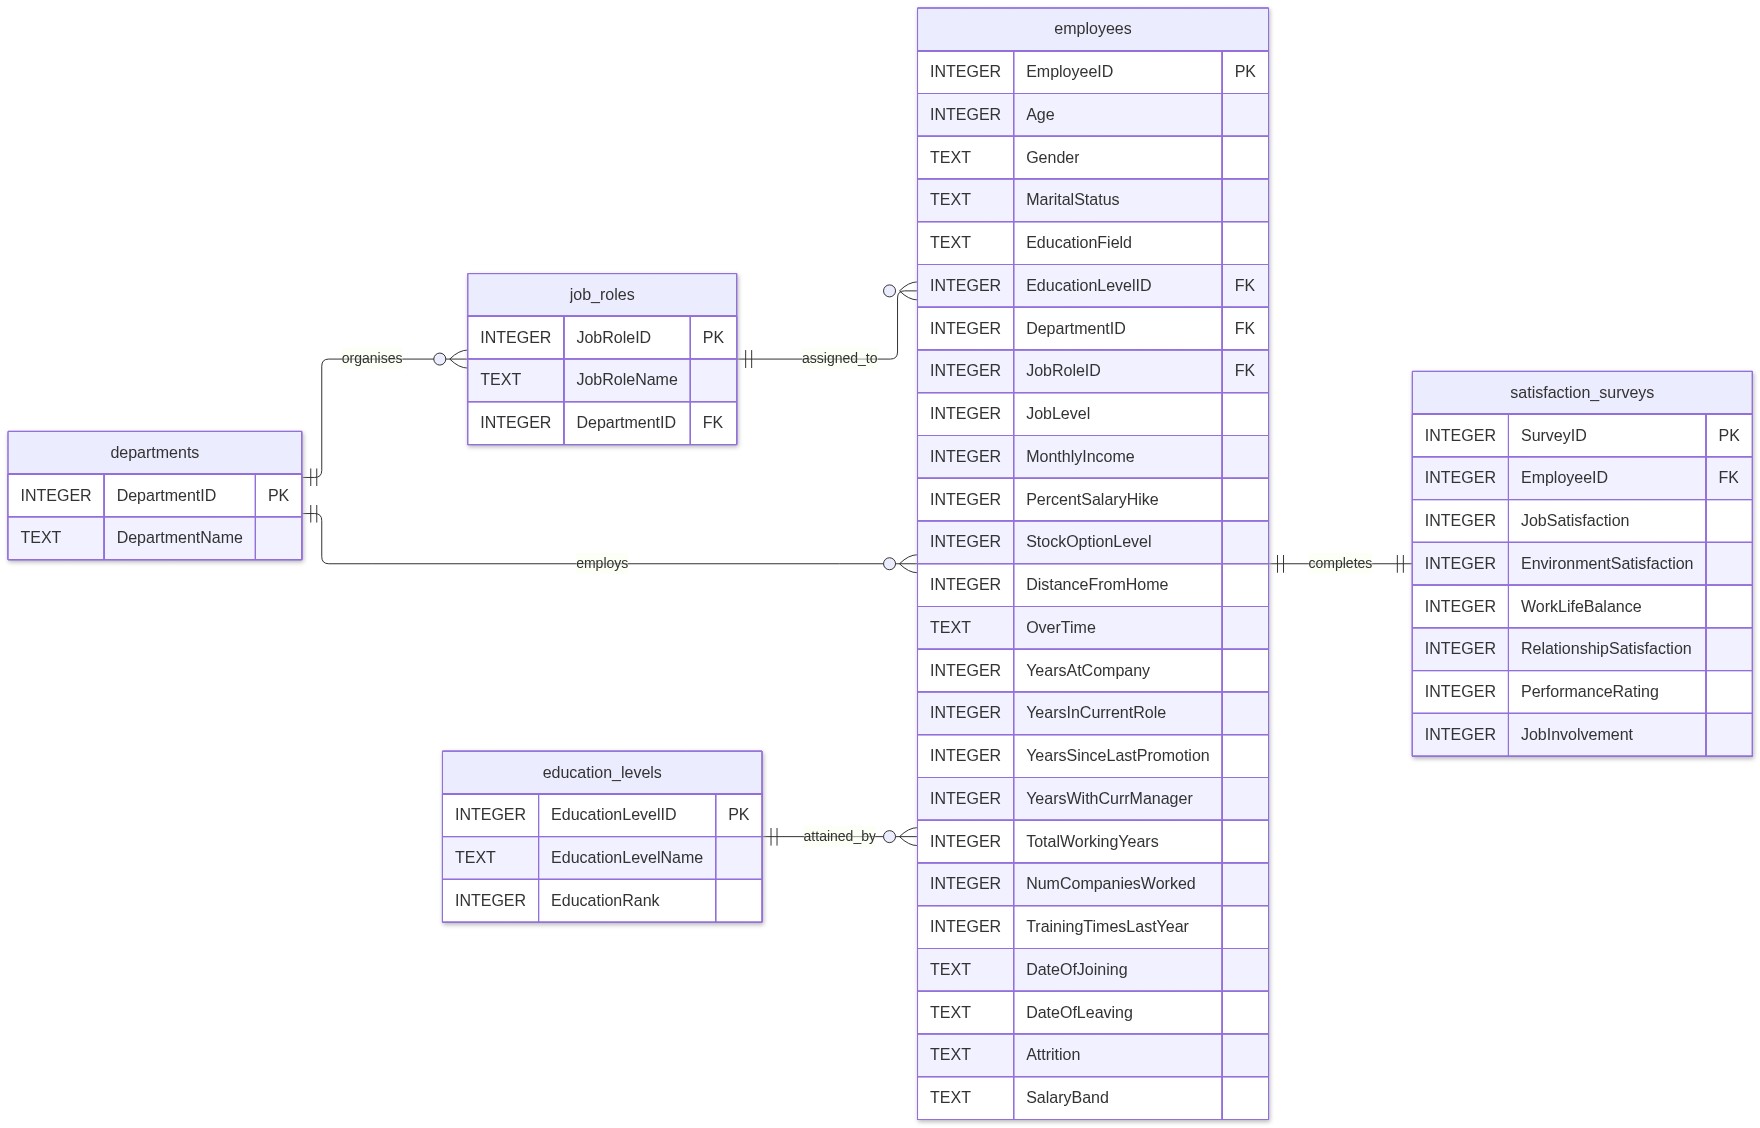 employees
INTEGER EmployeeID PK
INTEGER Age
TEXT Gender
TEXT MaritalStatus
TEXT EducationField
INTEGER EducationLevelID FK
INTEGER DepartmentID FK
INTEGER JobRoleID FK
INTEGER JobLevel
INTEGER MonthlyIncome
INTEGER PercentSalaryHike
INTEGER StockOptionLevel
INTEGER DistanceFromHome
TEXT OverTime
INTEGER YearsAtCompany
INTEGER YearsInCurrentRole
INTEGER YearsSinceLastPromotion
INTEGER YearsWithCurrManager
INTEGER TotalWorkingYears
INTEGER NumCompaniesWorked
INTEGER TrainingTimesLastYear
TEXT DateOfJoining
TEXT DateOfLeaving
TEXT Attrition
TEXT SalaryBand
job_roles
INTEGER JobRoleID PK
TEXT JobRoleName
INTEGER DepartmentID FK
organises
assigned_to
departments
INTEGER DepartmentID PK
TEXT DepartmentName
employs
completes
satisfaction_surveys
INTEGER SurveyID PK
INTEGER EmployeeID FK
INTEGER JobSatisfaction
INTEGER EnvironmentSatisfaction
INTEGER WorkLifeBalance
INTEGER RelationshipSatisfaction
INTEGER PerformanceRating
INTEGER JobInvolvement
education_levels
INTEGER EducationLevelID PK
TEXT EducationLevelName
INTEGER EducationRank
attained_by